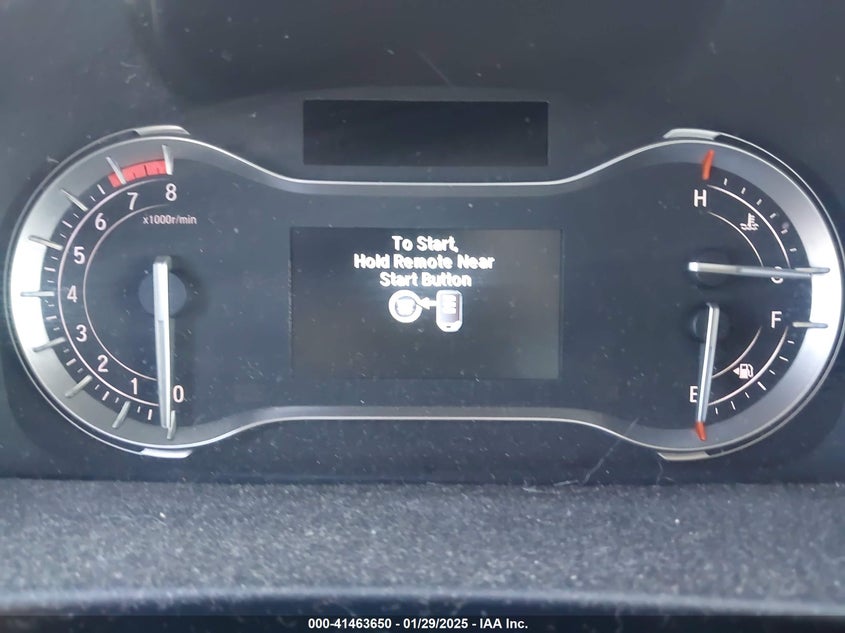 To Start,
Hold Remote Near
Start Button
8
7
6
5
4
3
2
1
0
x1000r/min
H
C
F
E
000-41463650 - 01/29/2025 - IAA Inc.